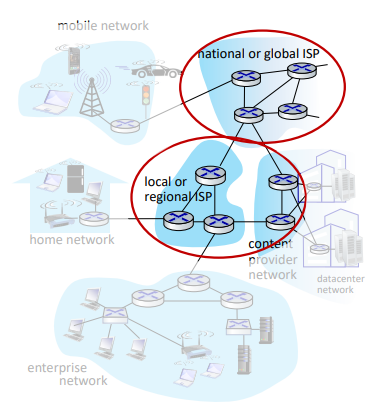 mobile network
national or global ISP
local or
regional ISP
home network
content
provider
network
datacenter
network
enterprise
network